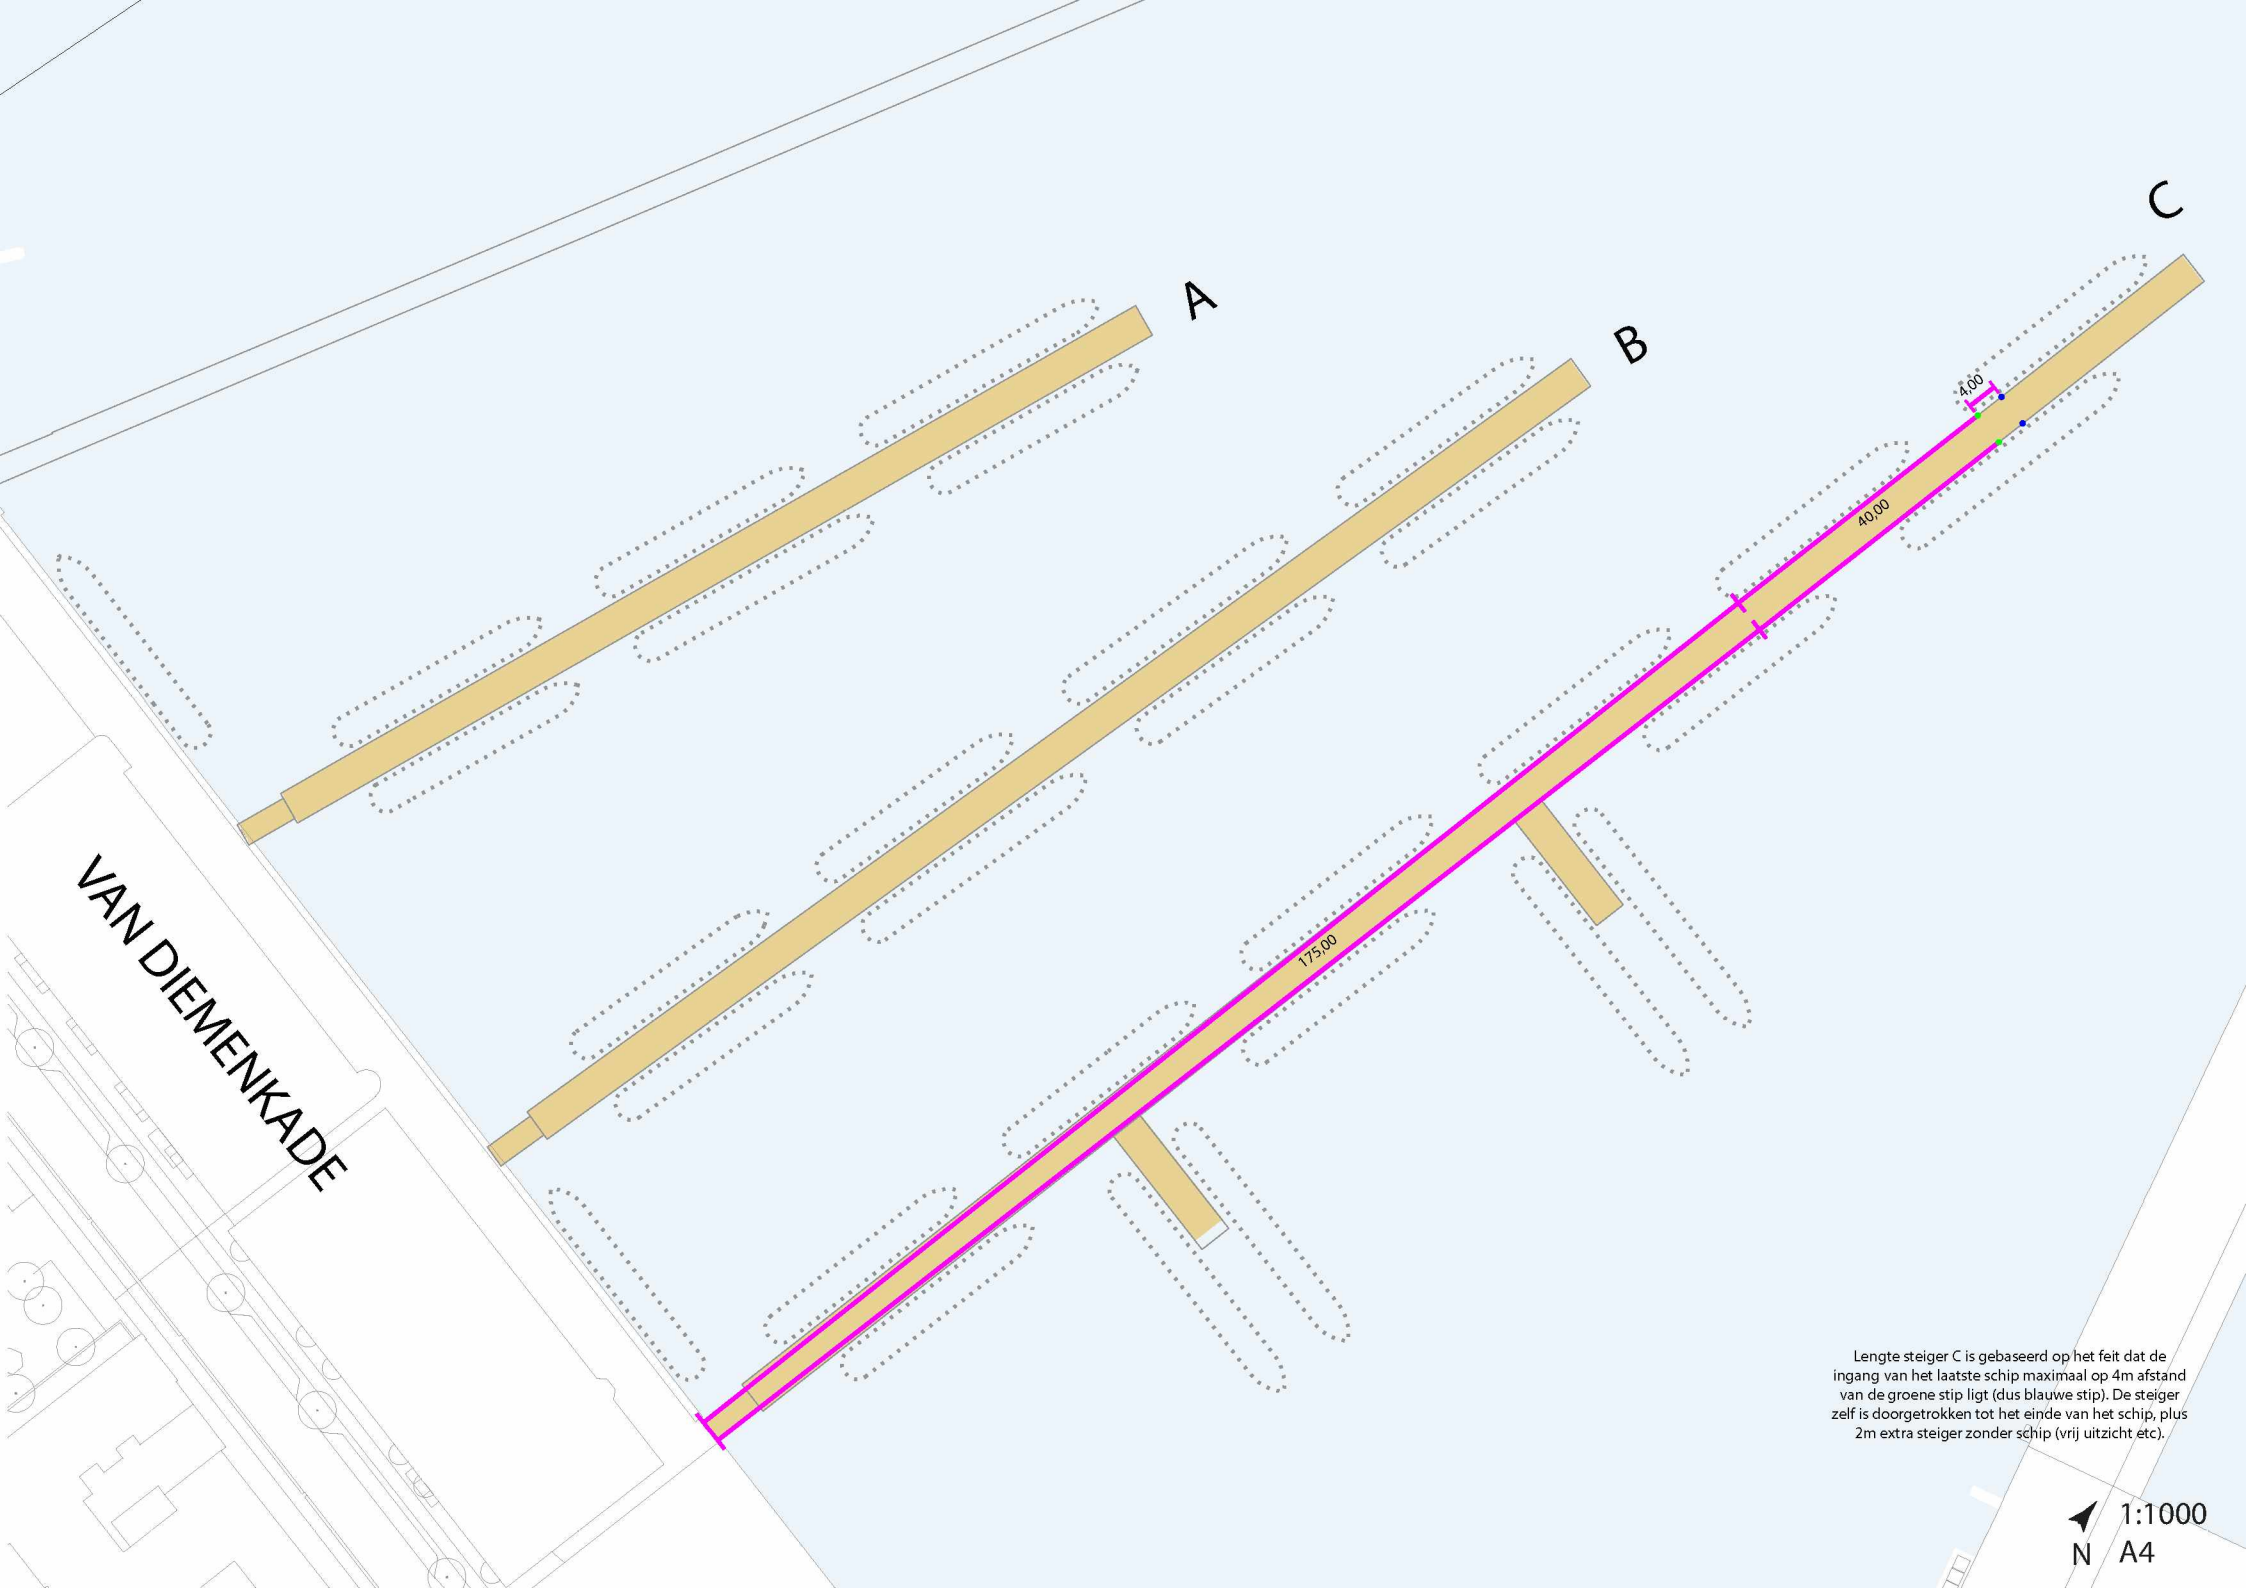 C
A
B
4,00
40,00
175,00
VAN DIEMENKADE
Lengte steiger C is gebaseerd op het feit dat de
ingang van het laatste schip maximaal op 4m afstand
van de groene stip ligt (dus blauwe stip). De steiger
zelf is doorgetrokken tot het einde van het schip, plus
2m extra steiger zonder schip (vrij uitzicht etc).
1:1000
N A4